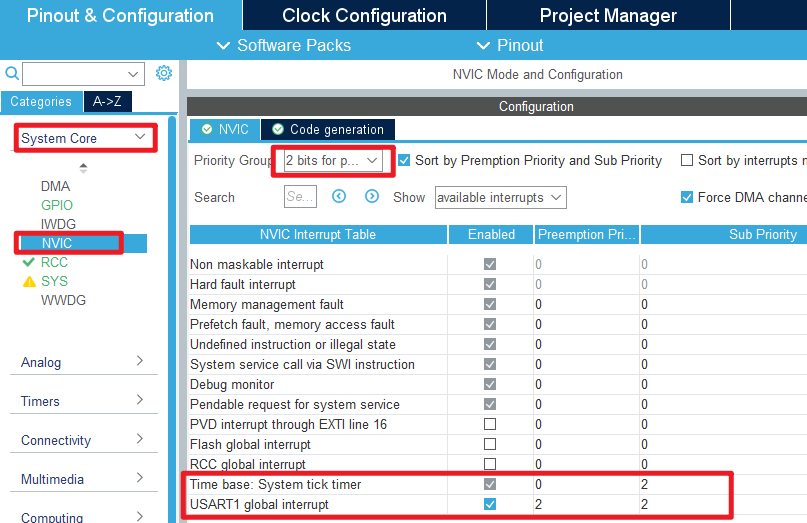 Pinout & Configuration Clock Configuration Project Manager
Software Packs Pinout
NVIC Mode and Configuration
Categories A->Z
Configuration
System Core
NVIC Code generation
Priority Group 2 bits for p... Sort by Premption Priority and Sub Priority Sort by interrupts
Search Se... Show available interrupts Force DMA channe
DMA
GPIO
IWDG
NVIC
RCC
SYS
WWDG
Analog
Timers
Connectivity
Multimedia
Computing
NVIC Interrupt Table Enabled Preemption Pri... Sub Priority
Non maskable interrupt 0 0
Hard fault interrupt 0 0
Memory management fault 0 0
Prefetch fault, memory access fault 0 0
Undefined instruction or illegal state 0 0
System service call via SWI instruction 0 0
Debug monitor 0 0
Pendable request for system service 0 0
PVD interrupt through EXTI line 16 0 0
Flash global interrupt 0 0
RCC global interrupt 0 0
Time base: System tick timer 0 2
USART1 global interrupt 2 2